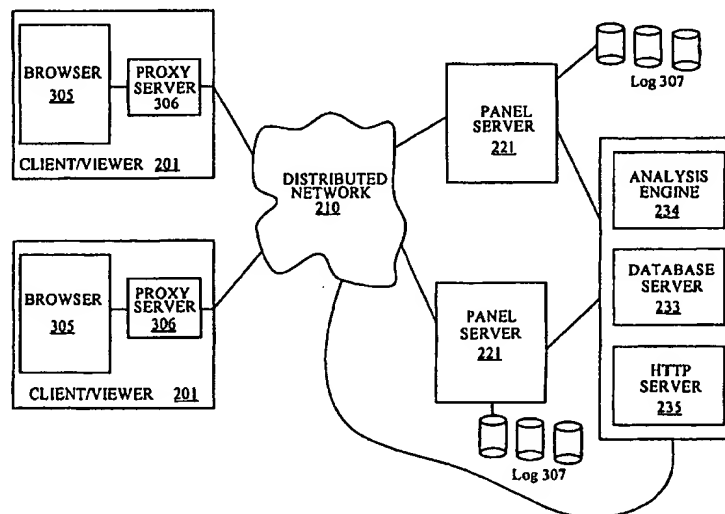 BROWSER
305
PROXY
SERVER
306
CLIENT/VIEWER 201
BROWSER
305
PROXY
SERVER
306
CLIENT/VIEWER 201
DISTRIBUTED
NETWORK
210
PANEL
SERVER
221
Log 307
PANEL
SERVER
221
Log 307
ANALYSIS
ENGINE
234
DATABASE
SERVER
233
HTTP
SERVER
235